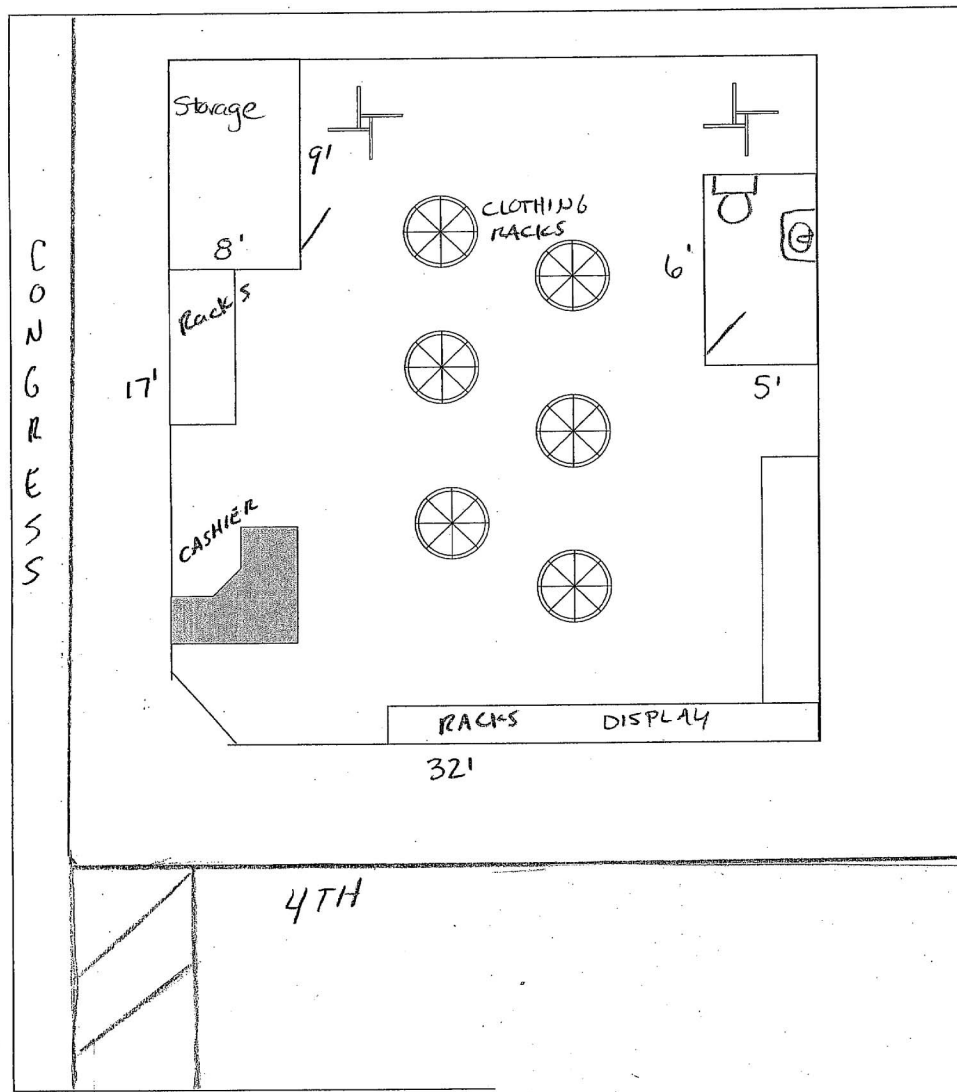 Storage
9'
8'
CLOTHING
RACKS
6'
5'
Racks
17'
CASHIER
RACKS DISPLAY
32'
CONGRESS
4TH